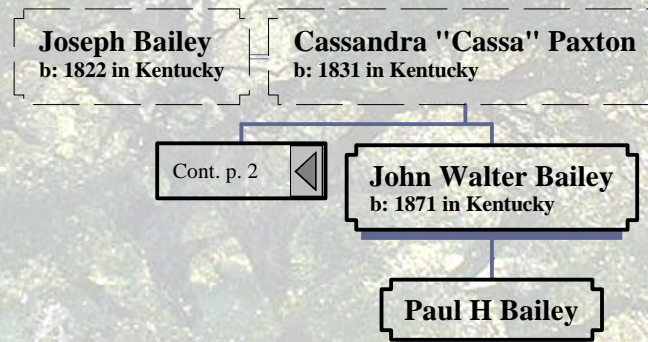 Joseph Bailey
b: 1822 in Kentucky
Cassandra "Cassa" Paxton
b: 1831 in Kentucky
Cont. p. 2
John Walter Bailey
b: 1871 in Kentucky
Paul H Bailey